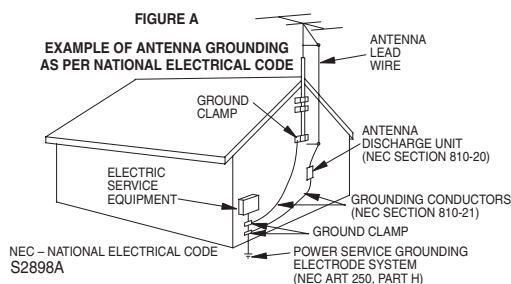 FIGURE A
EXAMPLE OF ANTENNA GROUNDING
AS PER NATIONAL ELECTRICAL CODE
ANTENNA
LEAD
WIRE
GROUND
CLAMP
ANTENNA
DISCHARGE UNIT
(NEC SECTION 810-20)
ELECTRIC
SERVICE
EQUIPMENT
GROUNDING CONDUCTORS
(NEC SECTION 810-21)
GROUND CLAMP
POWER SERVICE GROUNDING
ELECTRODE SYSTEM
(NEC ART 250, PART H)
NEC – NATIONAL ELECTRICAL CODE
S2898A